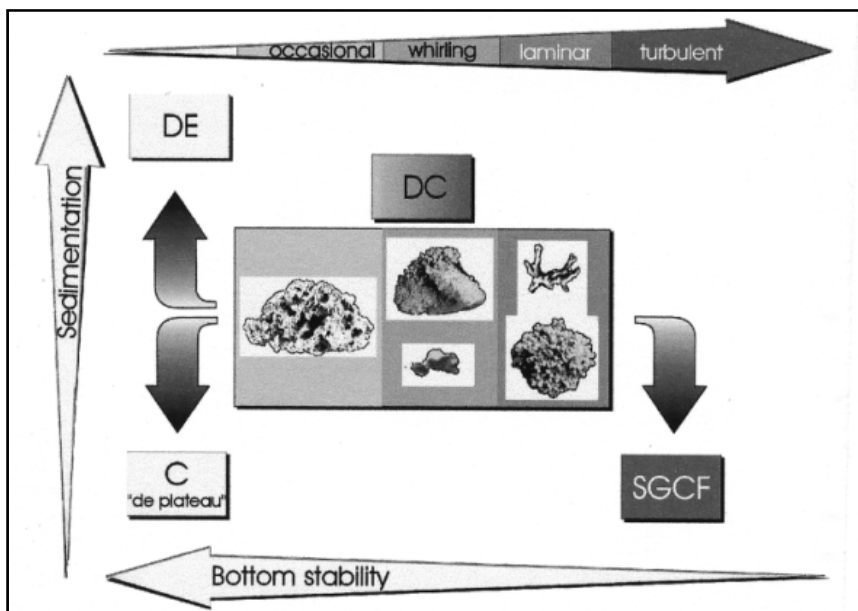 occasional whirling laminar turbulent
DE
DC
Sedimentation
C
"de plateau"
SGCF
Bottom stability